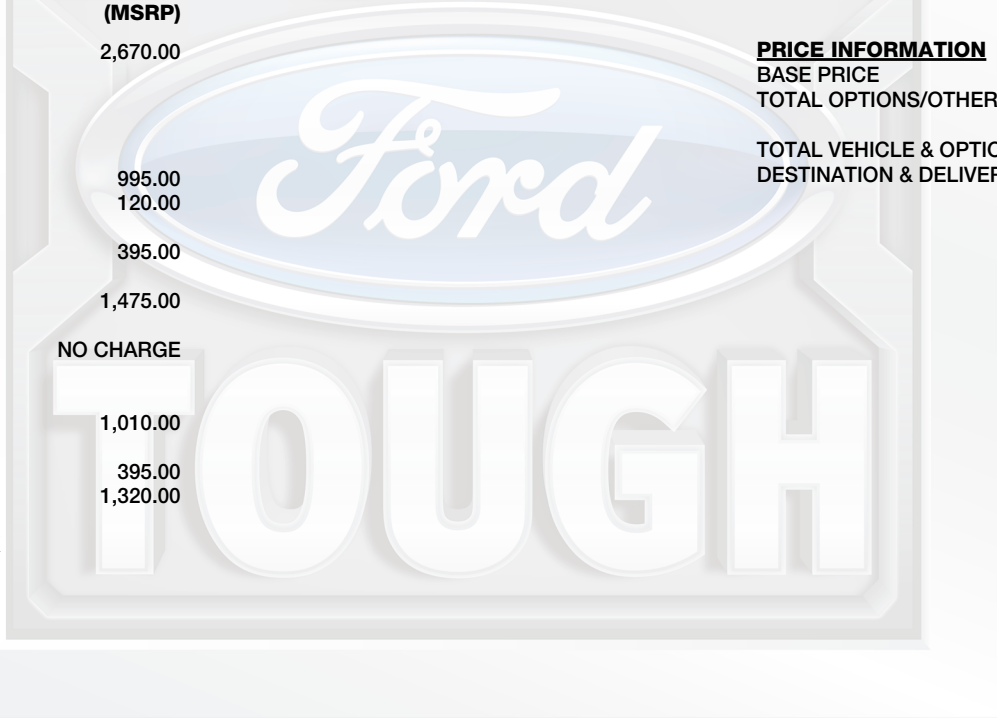 (MSRP)
2,670.00
995.00
120.00
395.00
1,475.00
NO CHARGE
1,010.00
395.00
1,320.00
PRICE INFORMATION
BASE PRICE
TOTAL OPTIONS/OTHER
TOTAL VEHICLE & OPTIO
DESTINATION & DELIVER
Ford
TOUGH